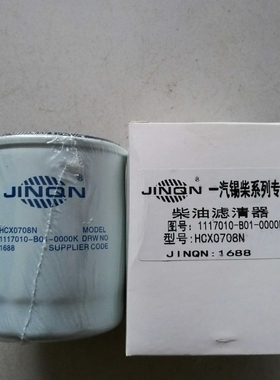 JINQN
HCX0708N MODEL
1117010-B01-0000K DRW NO
1688 SUPPLIER CODE
JINQN 一汽锡柴系列专
柴油滤清器
图号: 1117010-B01-0000
型号:HCX0708N
JINQN:1688